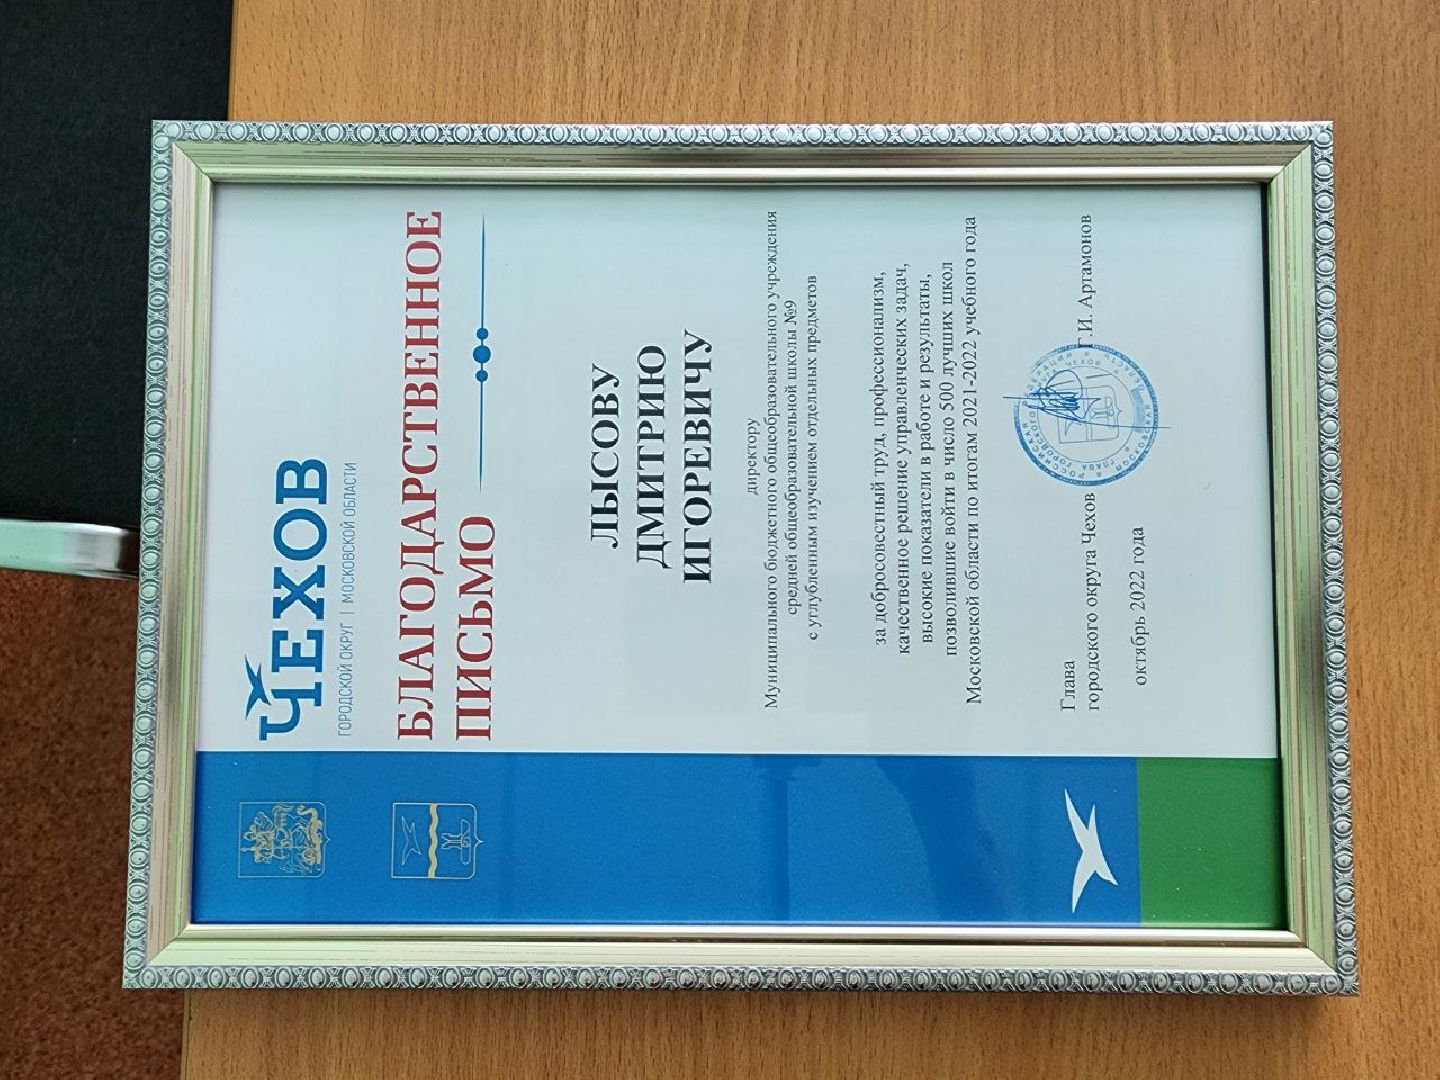 ЧЕХОВ
ГОРОДСКОЙ ОКРУГ | МОСКОВСКОЙ ОБЛАСТИ
БЛАГОДАРСТВЕННОЕ
ПИСЬМО
ЛЫСОВУ
ДМИТРИЮ
ИГОРЕВИЧУ
директору
Муниципального бюджетного общеобразовательного учреждения
средней общеобразовательной школы №9
с углубленным изучением отдельных предметов
за добросовестный труд, профессионализм,
качественное решение управленческих задач,
высокие показатели в работе и результаты,
позволившие войти в число 500 лучших школ
Московской области по итогам 2021-2022 учебного года
Глава
городского округа Чехов Г.И. Артамонов
октябрь 2022 года